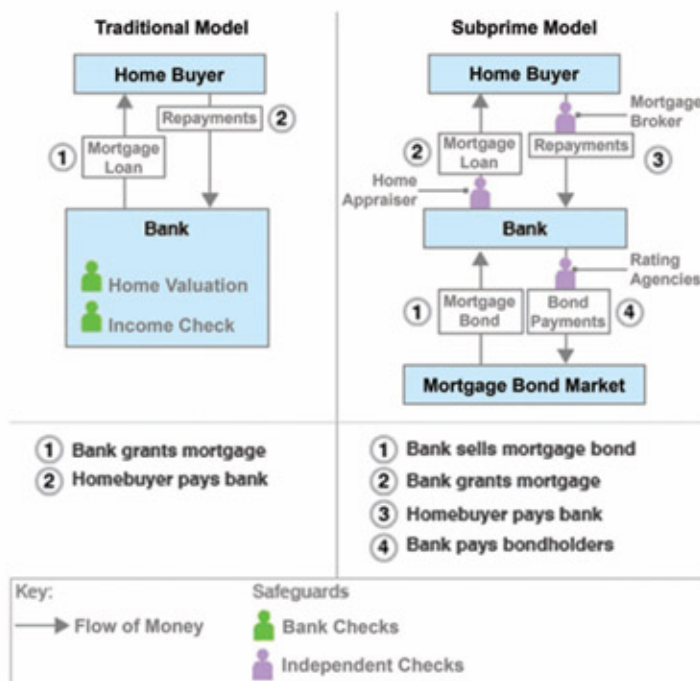 Traditional Model
Home Buyer
Repayments
2
1
Mortgage
Loan
Bank
Home Valuation
Income Check
1 Bank grants mortgage
2 Homebuyer pays bank
Subprime Model
Home Buyer
Mortgage
Broker
2
Mortgage
Loan
Repayments
3
Home
Appraiser
Bank
Rating
Agencies
1
Mortgage
Bond
Bond
Payments
4
Mortgage Bond Market
1 Bank sells mortgage bond
2 Bank grants mortgage
3 Homebuyer pays bank
4 Bank pays bondholders
Key:
Flow of Money
Safeguards
Bank Checks
Independent Checks